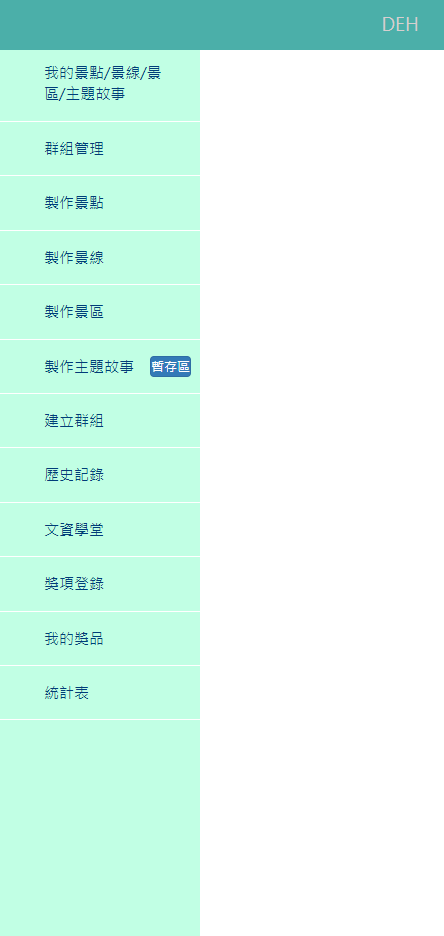 DEH
我的景點/景線/景
區/主題故事
群組管理
製作景點
製作景線
製作景區
製作主題故事 暫存區
建立群組
歷史記錄
文資學堂
獎項登錄
我的獎品
統計表